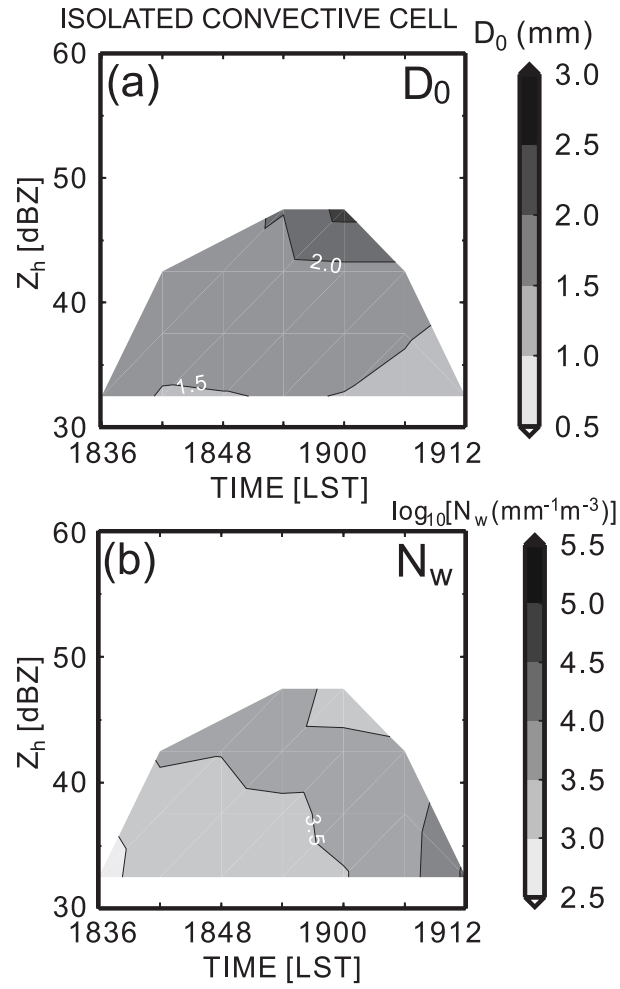 ISOLATED CONVECTIVE CELL
D0 (mm)
(a)
D0
60
50
40
30
Zh [dBZ]
2.0
1.5
1836 1848 1900 1912
TIME [LST]
3.0
2.5
2.0
1.5
1.0
0.5
log10[Nw(mm-1m-3)]
(b)
Nw
60
50
40
30
Zh [dBZ]
3.5
1836 1848 1900 1912
TIME [LST]
5.5
5.0
4.5
4.0
3.5
3.0
2.5